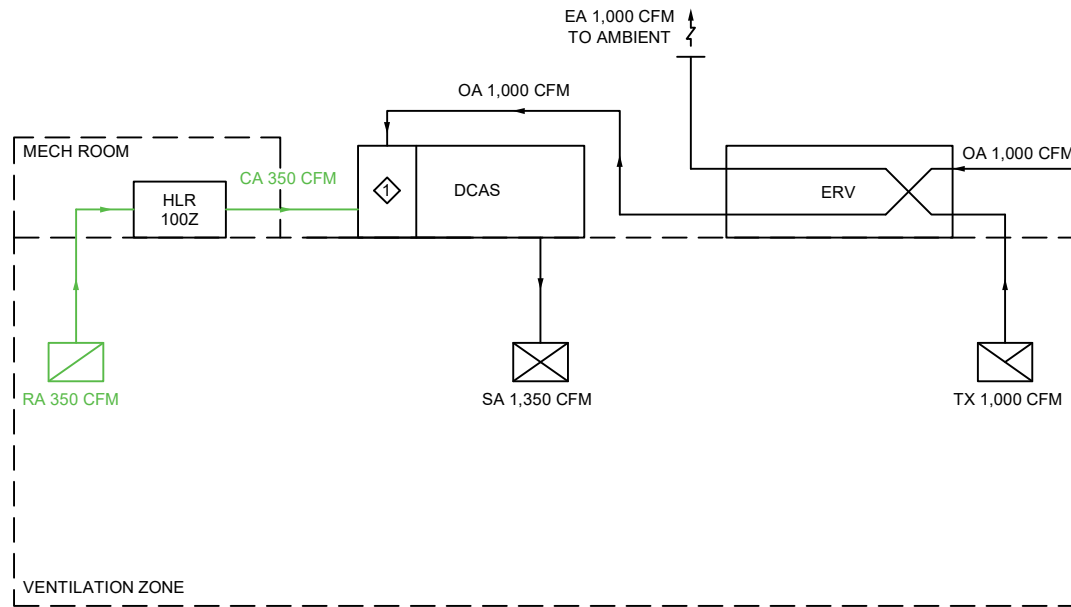 EA 1,000 CFM
TO AMBIENT
OA 1,000 CFM
MECH ROOM
OA 1,000 CFM
CA 350 CFM
HLR
100Z
1
DCAS
ERV
RA 350 CFM
SA 1,350 CFM
TX 1,000 CFM
VENTILATION ZONE